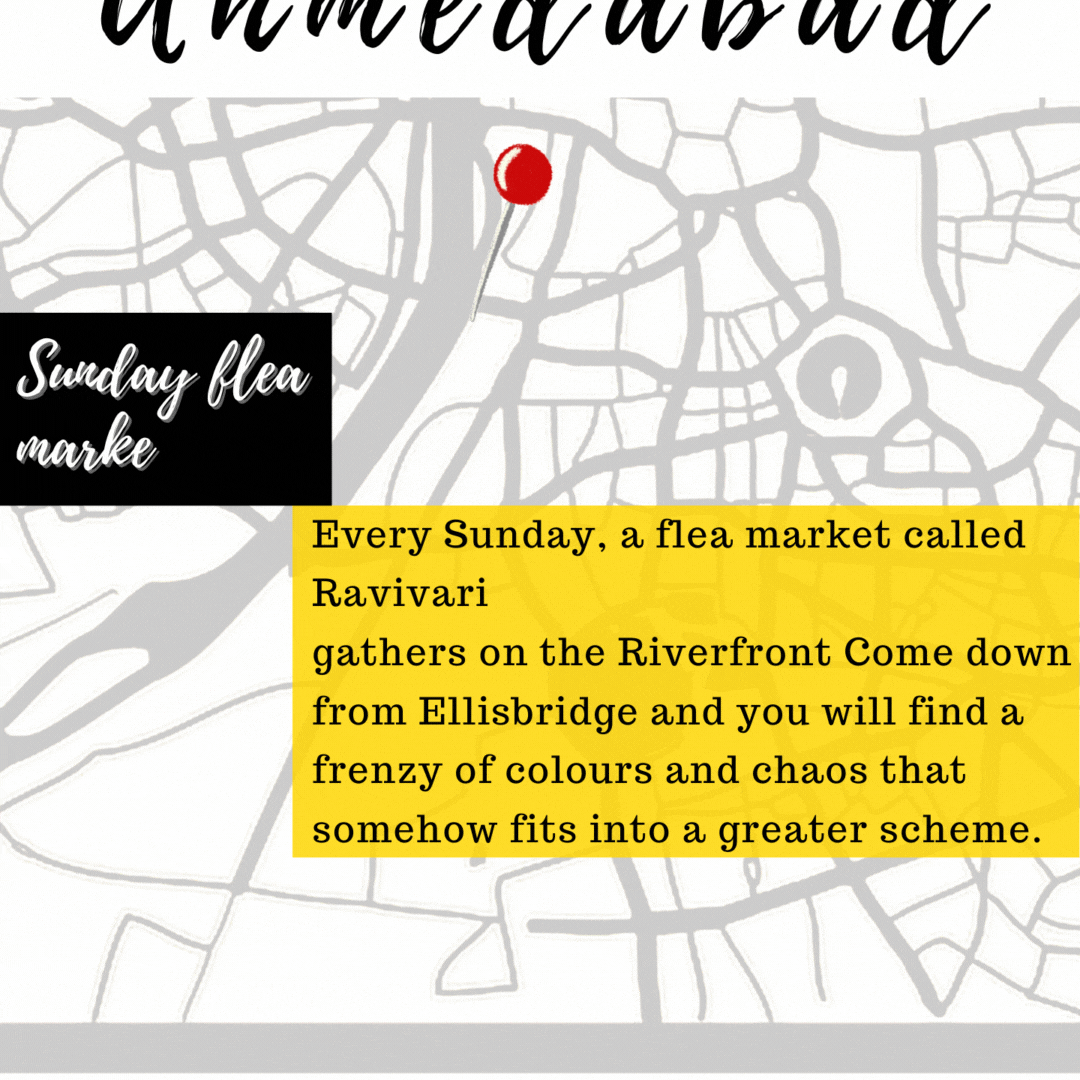 Ahmedabad
Sunday flea
marke
Every Sunday, a flea market called
Ravivari
gathers on the Riverfront Come down
from Ellisbridge and you will find a
frenzy of colours and chaos that
somehow fits into a greater scheme.